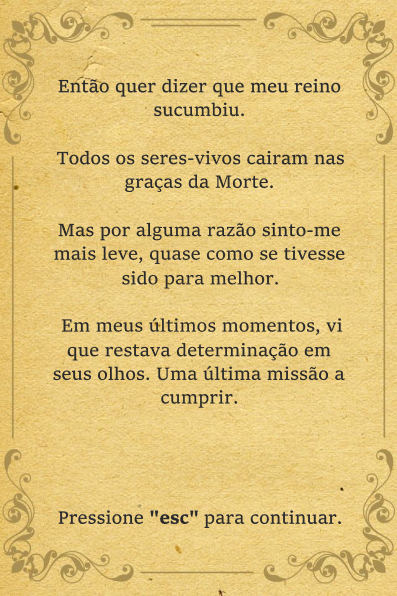 Então quer dizer que meu reino
sucumbiu.
Todos os seres-vivos cairam nas
graças da Morte.
Mas por alguma razão sinto-me
mais leve, quase como se tivesse
sido para melhor.
Em meus últimos momentos, vi
que restava determinação em
seus olhos. Uma última missão a
cumprir.
Pressione "esc" para continuar.